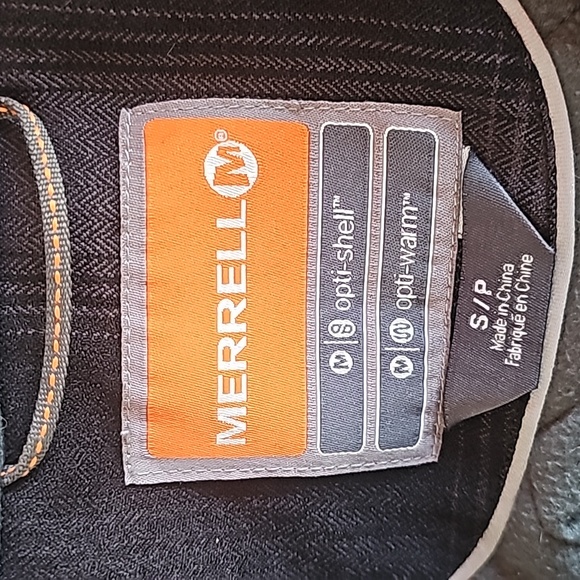 MERRELL M®
M opti-shell™
M opti-warm™
S/P
Made in China
Fabriqué en Chine